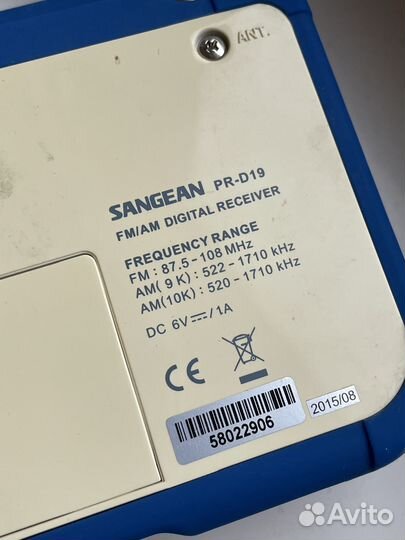 ANT.
SANGEAN PR-D19
FM/AM DIGITAL RECEIVER
FREQUENCY RANGE
FM : 87.5 - 108 MHz
AM( 9 K) : 522 - 1710 kHz
AM(10K) : 520 - 1710 kHz
DC 6V⎓/1A
CE
58022906
2015/08
Avito